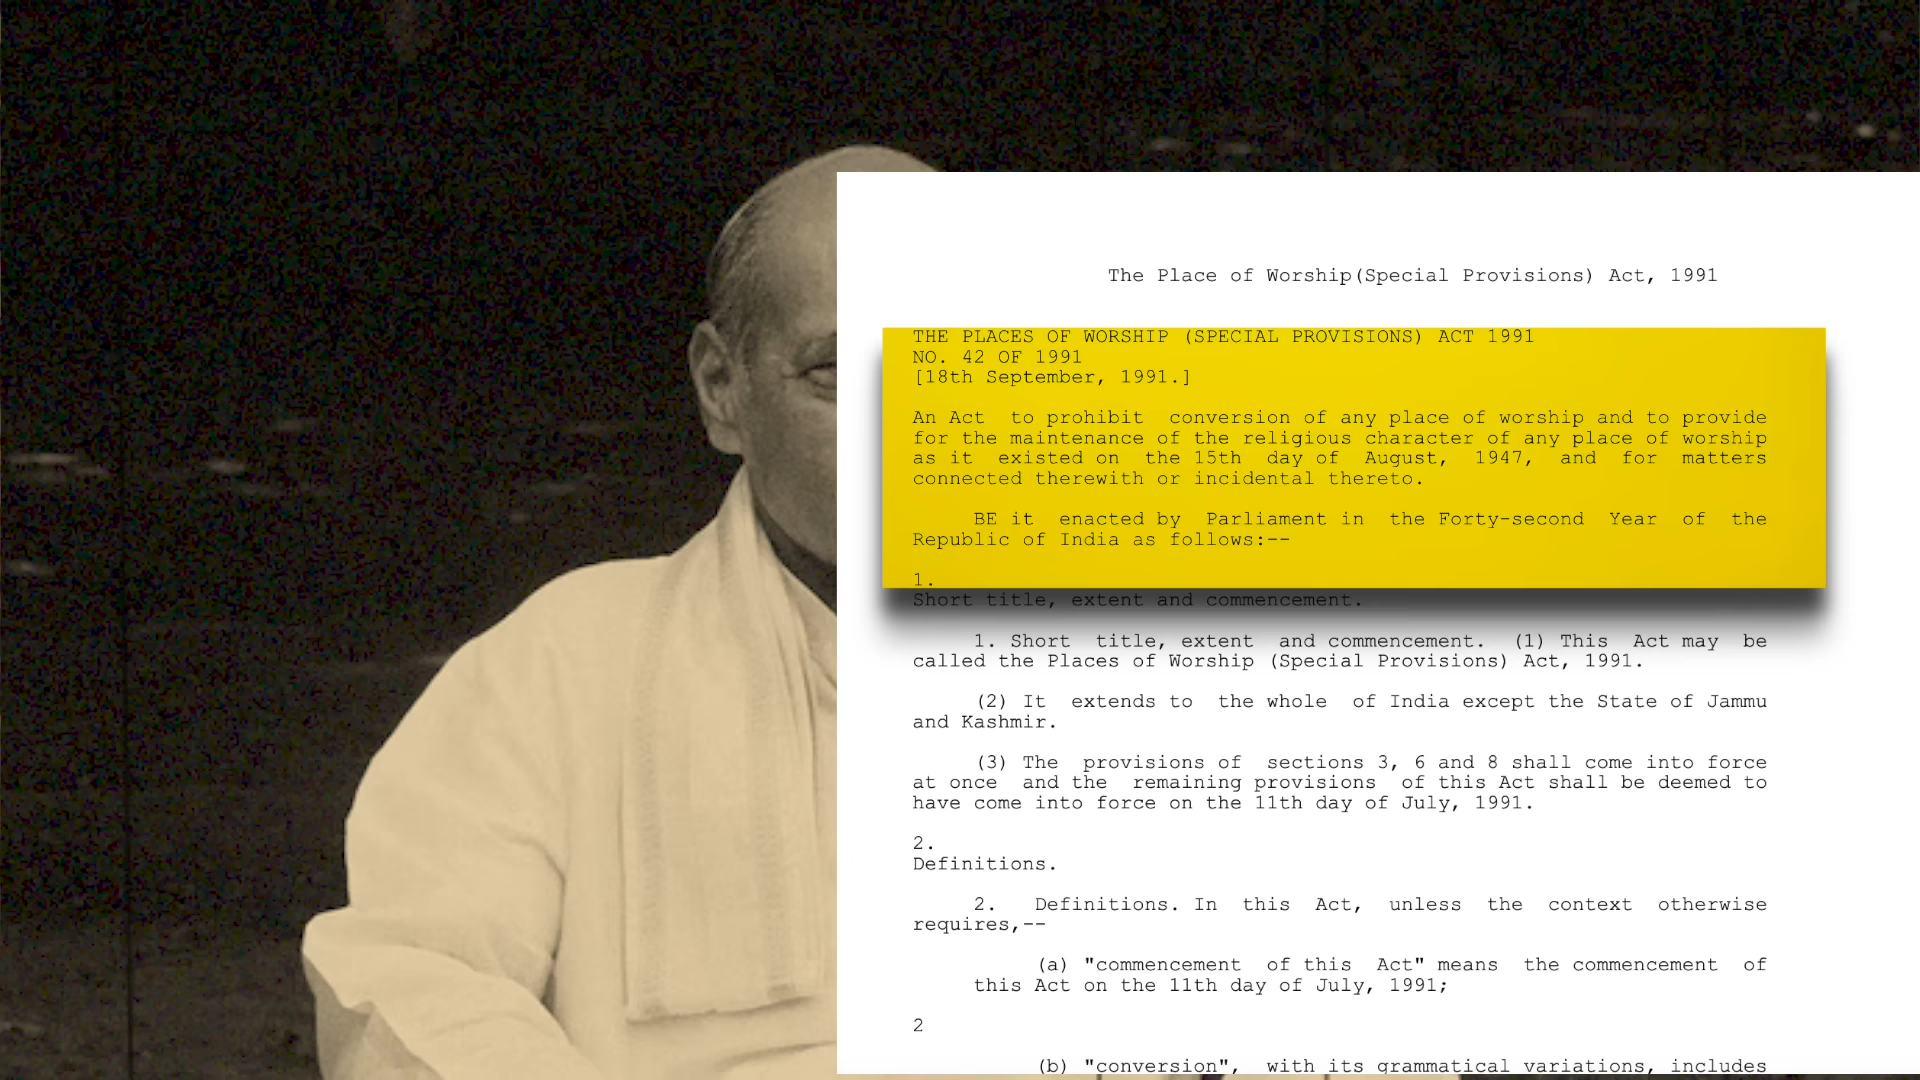 The Place of Worship(Special Provisions) Act, 1991
THE PLACES OF WORSHIP (SPECIAL PROVISIONS) ACT 1991
NO. 42 OF 1991
[18th September, 1991.]
An Act to prohibit conversion of any place of worship and to provide
for the maintenance of the religious character of any place of worship
as it existed on the 15th day of August, 1947, and for matters
connected therewith or incidental thereto.
BE it enacted by Parliament in the Forty-second Year of the
Republic of India as follows:--
1.
Short title, extent and commencement.
1. Short title, extent and commencement. (1) This Act may be
called the Places of Worship (Special Provisions) Act, 1991.
(2) It extends to the whole of India except the State of Jammu
and Kashmir.
(3) The provisions of sections 3, 6 and 8 shall come into force
at once and the remaining provisions of this Act shall be deemed to
have come into force on the 11th day of July, 1991.
2.
Definitions.
2. Definitions. In this Act, unless the context otherwise
requires,--
(a) "commencement of this Act" means the commencement of
this Act on the 11th day of July, 1991;
2
(b) "conversion", with its grammatical variations, includes